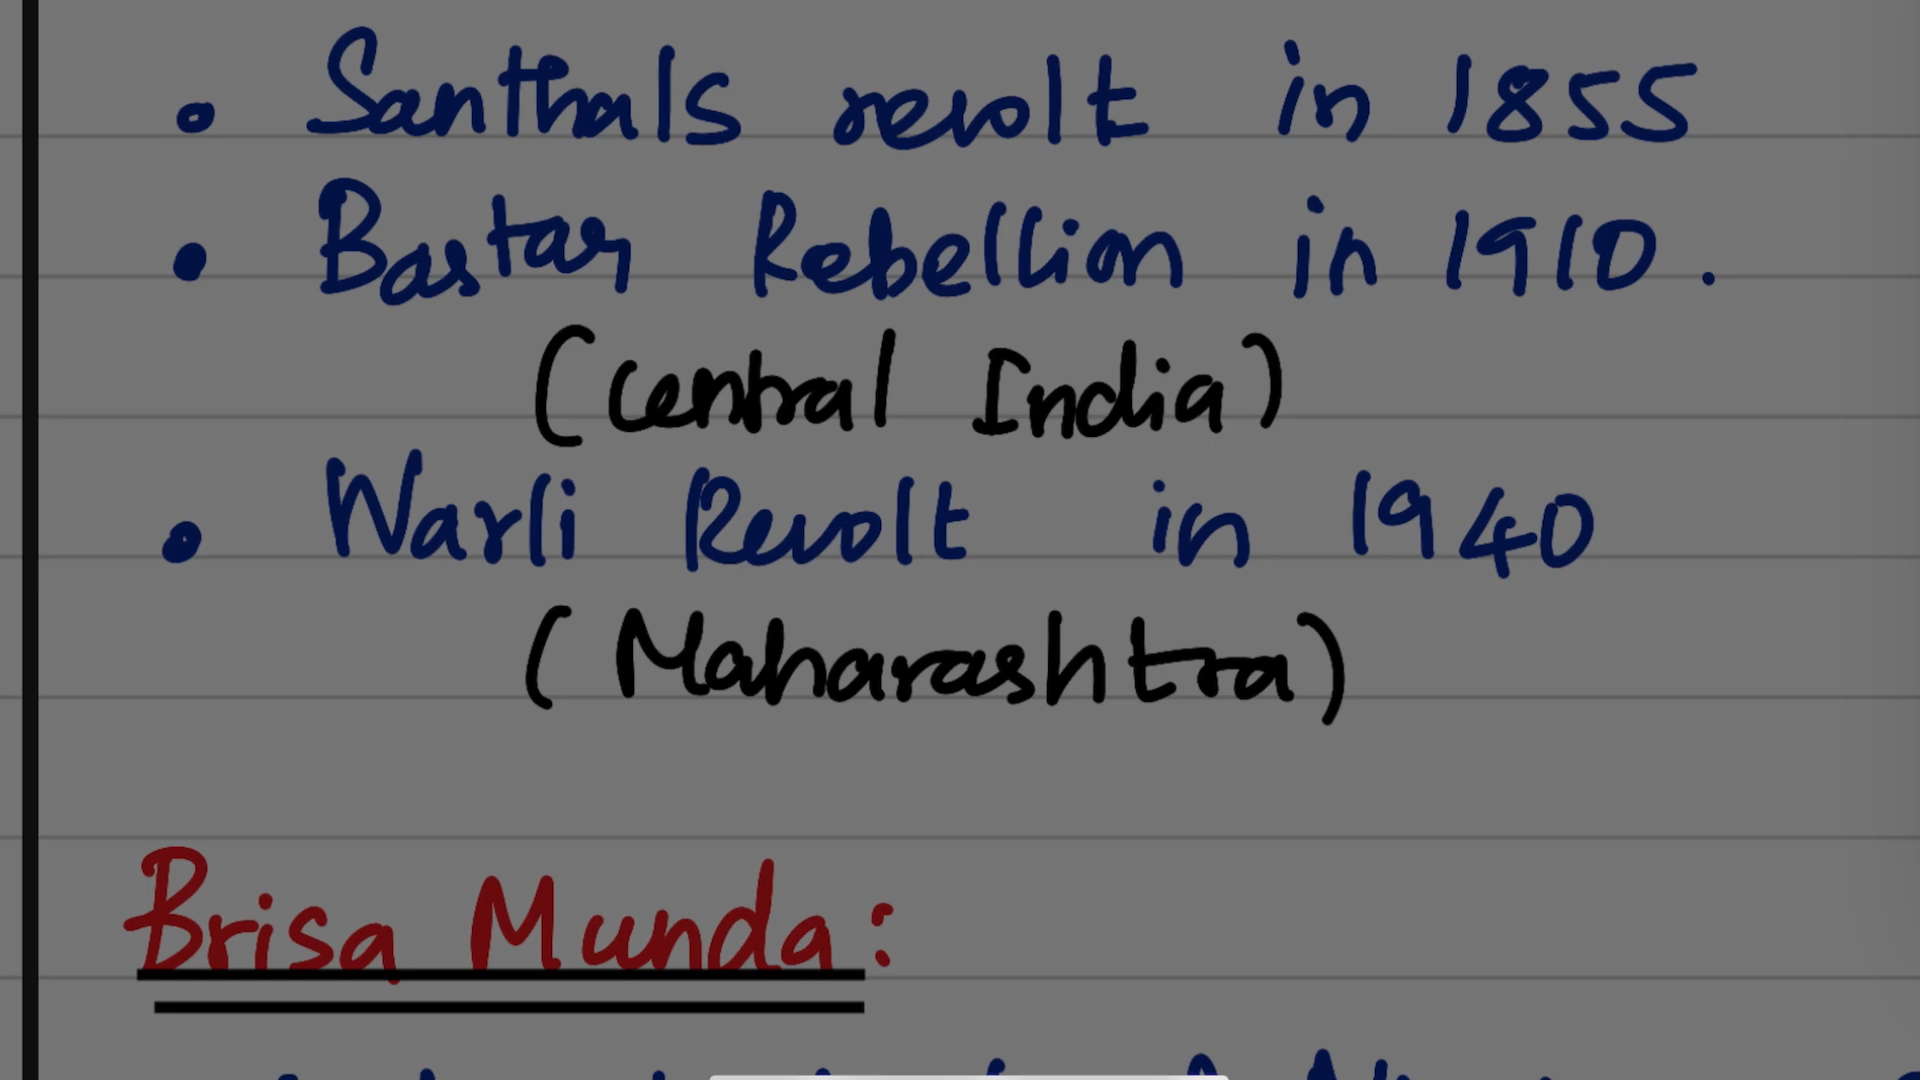 • Santhals revolt in 1855
• Bastar Rebellion in 1910.
(Central India)
• Warli Revolt in 1940
(Maharashtra)
Brisa Munda: